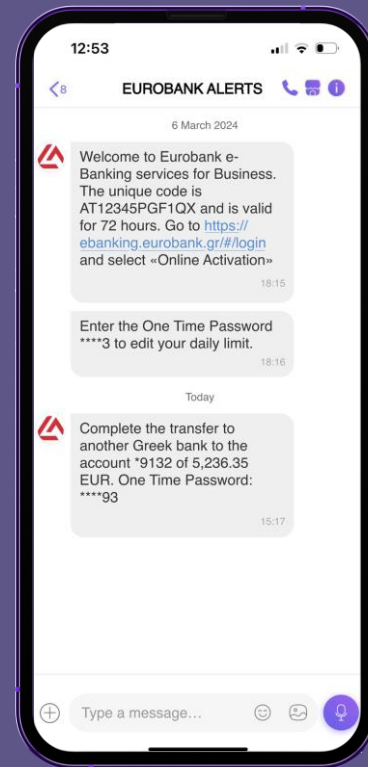 12:53
8
EUROBANK ALERTS
6 March 2024
Welcome to Eurobank e-
Banking services for Business.
The unique code is
AT12345PGF1QX and is valid
for 72 hours. Go to https://
ebanking.eurobank.gr/#/login
and select «Online Activation»
18:15
Enter the One Time Password
****3 to edit your daily limit.
18:16
Today
Complete the transfer to
another Greek bank to the
account *9132 of 5,236.35
EUR. One Time Password:
****93
15:17
Type a message...